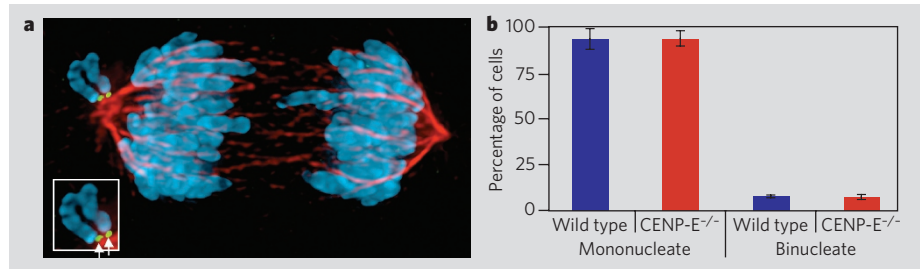 a
b
Percentage of cells
100
75
50
25
0
Wild type CENP-E⁻/⁻ Wild type CENP-E⁻/⁻
Mononucleate Binucleate